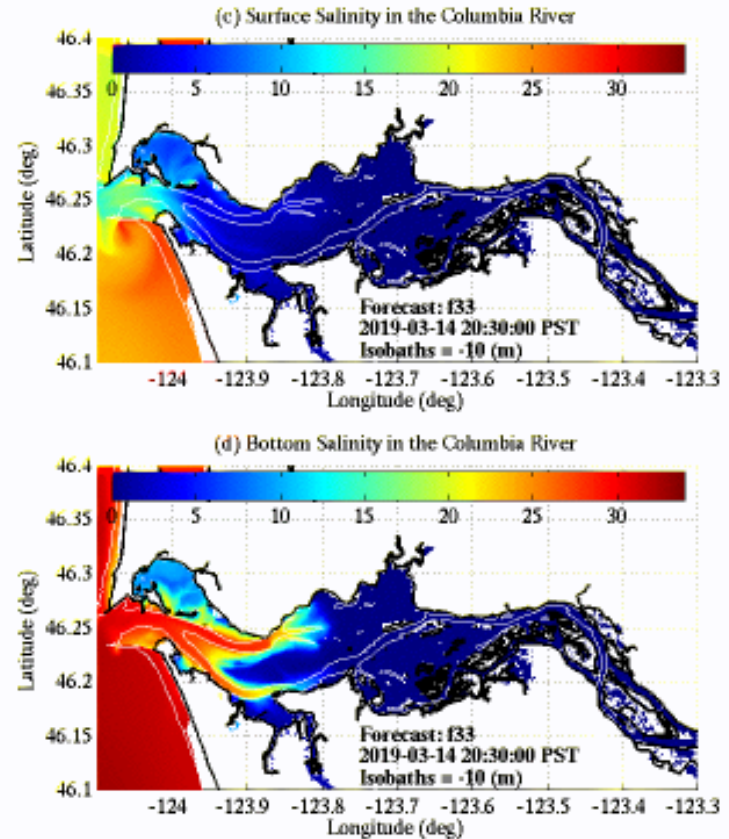 (c) Surface Salinity in the Columbia River
46.4
0 5 10 15 20 25 30
46.35
46.3
46.25
46.2
46.15
46.1
Latitude (deg)
Forecast: f33
2019-03-14 20:30:00 PST
Isobaths = -10 (m)
-124 -123.9 -123.8 -123.7 -123.6 -123.5 -123.4 -123.3
Longitude (deg)
(d) Bottom Salinity in the Columbia River
46.4
0 5 10 15 20 25 30
46.35
46.3
46.25
46.2
46.15
46.1
Latitude (deg)
Forecast: f33
2019-03-14 20:30:00 PST
Isobaths = -10 (m)
-124 -123.9 -123.8 -123.7 -123.6 -123.5 -123.4 -123.3
Longitude (deg)